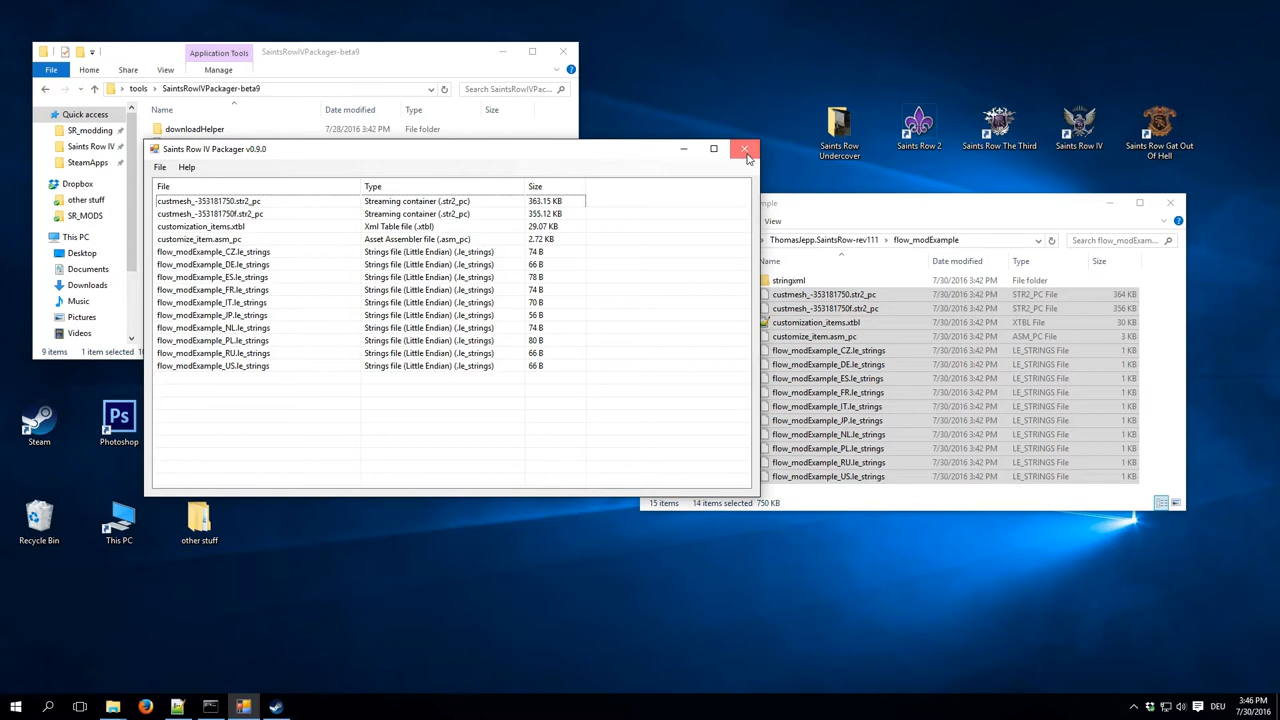 Application Tools
SaintsRowIVPackager-beta9
File Home Share View Manage
tools SaintsRowIVPackager-beta9
Search SaintsRowIVPac...
Quick access
SR_modding
Saints Row IV
SteamApps
Dropbox
other stuff
SR_MODS
This PC
Desktop
Documents
Downloads
Music
Pictures
Videos
9 items 1 item selected
Name Date modified Type Size
downloadHelper 7/28/2016 3:42 PM File folder
Saints Row IV Packager v0.9.0
File Help
File Type Size
custmesh_-353181750.str2_pc Streaming container (.str2_pc) 363.15 KB
custmesh_-353181750f.str2_pc Streaming container (.str2_pc) 355.12 KB
customization_items.xtbl Xml Table file (.xtbl) 29.07 KB
customize_item.asm_pc Asset Assembler file (.asm_pc) 2.72 KB
flow_modExample_CZ.le_strings Strings file (Little Endian) (.le_strings) 74 B
flow_modExample_DE.le_strings Strings file (Little Endian) (.le_strings) 66 B
flow_modExample_ES.le_strings Strings file (Little Endian) (.le_strings) 78 B
flow_modExample_FR.le_strings Strings file (Little Endian) (.le_strings) 74 B
flow_modExample_IT.le_strings Strings file (Little Endian) (.le_strings) 70 B
flow_modExample_JP.le_strings Strings file (Little Endian) (.le_strings) 56 B
flow_modExample_NL.le_strings Strings file (Little Endian) (.le_strings) 74 B
flow_modExample_PL.le_strings Strings file (Little Endian) (.le_strings) 80 B
flow_modExample_RU.le_strings Strings file (Little Endian) (.le_strings) 66 B
flow_modExample_US.le_strings Strings file (Little Endian) (.le_strings) 66 B
Saints Row
Undercover
Saints Row 2
Saints Row The Third
Saints Row IV
Saints Row Gat Out
Of Hell
View
ThomasJepp.SaintsRow-rev111 flow_modExample
Search flow_modExam...
Name Date modified Type Size
stringxml 7/30/2016 3:42 PM File folder
custmesh_-353181750.str2_pc 7/30/2016 3:42 PM STR2_PC File 364 KB
custmesh_-353181750f.str2_pc 7/30/2016 3:42 PM STR2_PC File 356 KB
customization_items.xtbl 7/30/2016 3:42 PM XTBL File 30 KB
customize_item.asm_pc 7/30/2016 3:42 PM ASM_PC File 3 KB
flow_modExample_CZ.le_strings 7/30/2016 3:42 PM LE_STRINGS File 1 KB
flow_modExample_DE.le_strings 7/30/2016 3:42 PM LE_STRINGS File 1 KB
flow_modExample_ES.le_strings 7/30/2016 3:42 PM LE_STRINGS File 1 KB
flow_modExample_FR.le_strings 7/30/2016 3:42 PM LE_STRINGS File 1 KB
flow_modExample_IT.le_strings 7/30/2016 3:42 PM LE_STRINGS File 1 KB
flow_modExample_JP.le_strings 7/30/2016 3:42 PM LE_STRINGS File 1 KB
flow_modExample_NL.le_strings 7/30/2016 3:42 PM LE_STRINGS File 1 KB
flow_modExample_PL.le_strings 7/30/2016 3:42 PM LE_STRINGS File 1 KB
flow_modExample_RU.le_strings 7/30/2016 3:42 PM LE_STRINGS File 1 KB
flow_modExample_US.le_strings 7/30/2016 3:42 PM LE_STRINGS File 1 KB
15 items 14 items selected 750 KB
Steam
Photoshop
Recycle Bin
This PC
other stuff
DEU
3:46 PM
7/30/2016